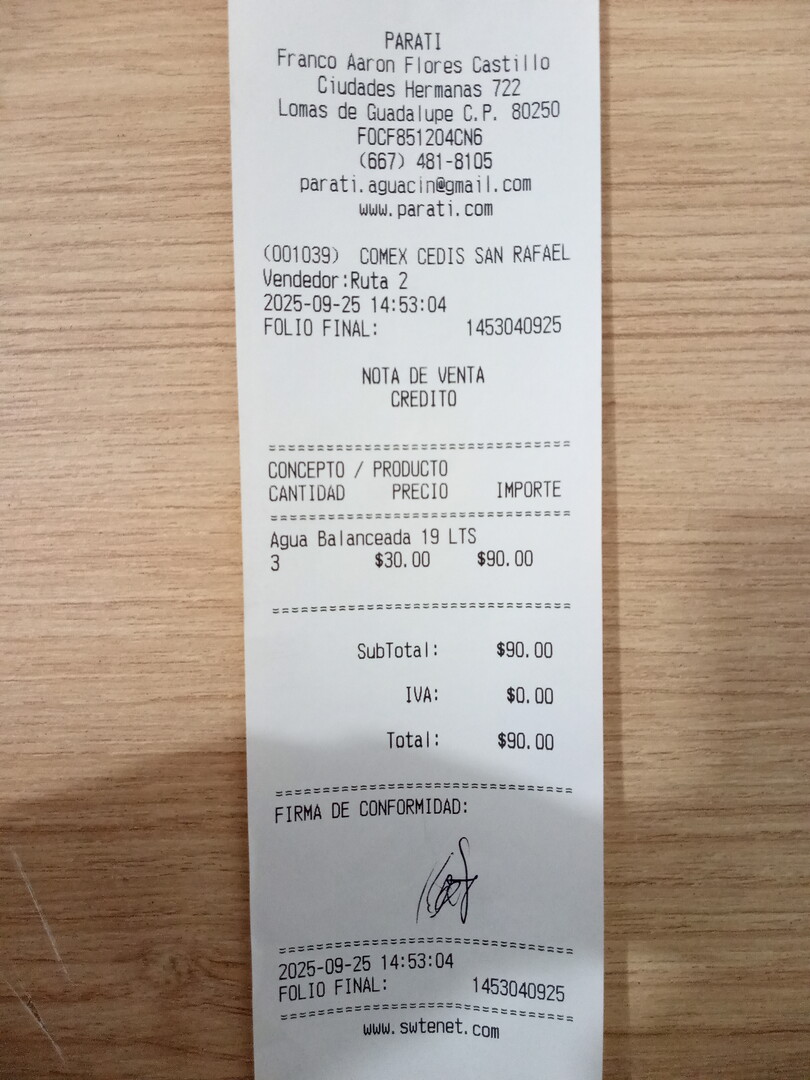 PARATI
Franco Aaron Flores Castillo
Ciudades Hermanas 722
Lomas de Guadalupe C.P. 80250
FOCF851204CN6
(667) 481-8105
parati.aguacin@gmail.com
www.parati.com
(001039) COMEX CEDIS SAN RAFAEL
Vendedor:Ruta 2
2025-09-25 14:53:04
FOLIO FINAL: 1453040925
NOTA DE VENTA
CREDITO
==============================
CONCEPTO / PRODUCTO
CANTIDAD PRECIO IMPORTE
==============================
Agua Balanceada 19 LTS
3 $30.00 $90.00
==============================
SubTotal: $90.00
IVA: $0.00
Total: $90.00
==============================
FIRMA DE CONFORMIDAD:
==============================
2025-09-25 14:53:04
FOLIO FINAL: 1453040925
==============================
www.swtenet.com